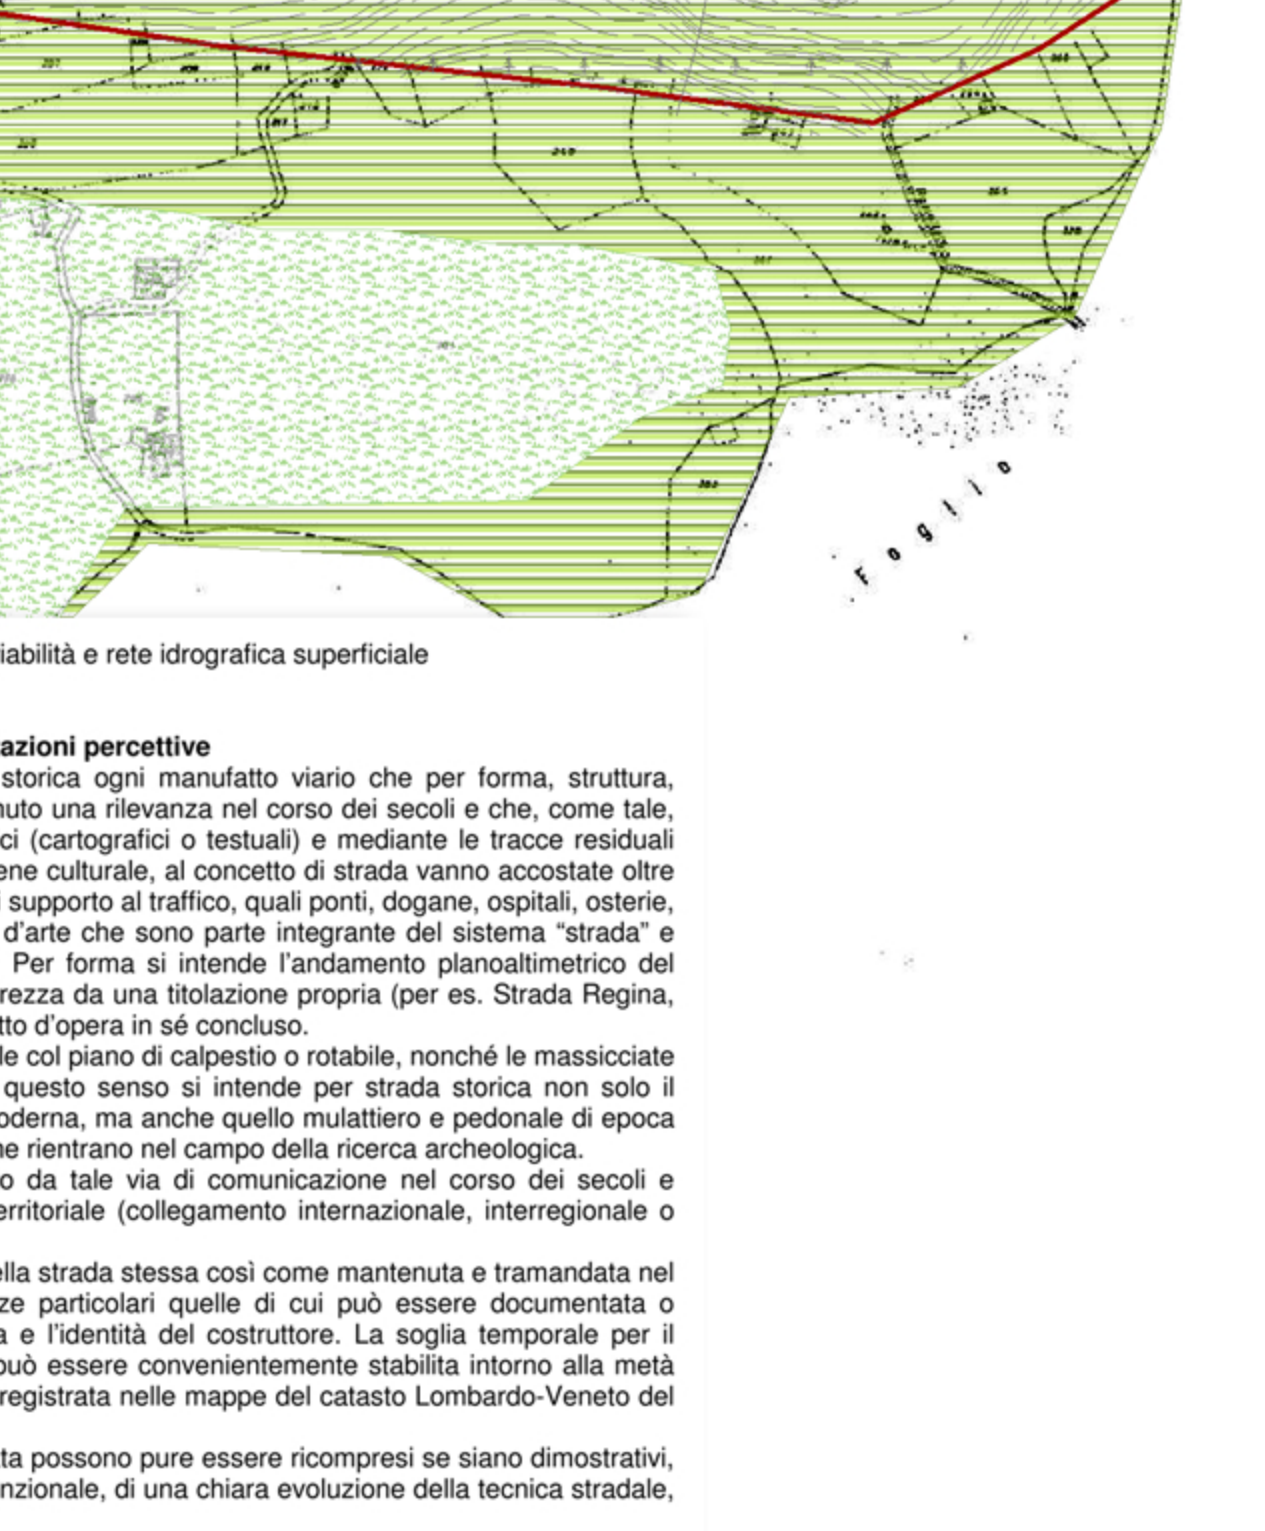 Foglio
iabilità e rete idrografica superficiale
azioni percettive
storica ogni manufatto viario che per forma, struttura,
nuto una rilevanza nel corso dei secoli e che, come tale,
ci (cartografici o testuali) e mediante le tracce residuali
ene culturale, al concetto di strada vanno accostate oltre
i supporto al traffico, quali ponti, dogane, ospitali, osterie,
d’arte che sono parte integrante del sistema “strada” e
Per forma si intende l’andamento planoaltimetrico del
rezza da una titolazione propria (per es. Strada Regina,
tto d’opera in sé concluso.
le col piano di calpestio o rotabile, nonché le massicciate
questo senso si intende per strada storica non solo il
oderna, ma anche quello mulattiero e pedonale di epoca
ne rientrano nel campo della ricerca archeologica.
o da tale via di comunicazione nel corso dei secoli e
erritoriale (collegamento internazionale, interregionale o
ella strada stessa così come mantenuta e tramandata nel
ze particolari quelle di cui può essere documentata o
a e l’identità del costruttore. La soglia temporale per il
può essere convenientemente stabilita intorno alla metà
registrata nelle mappe del catasto Lombardo-Veneto del
ta possono pure essere ricompresi se siano dimostrativi,
nzionale, di una chiara evoluzione della tecnica stradale,